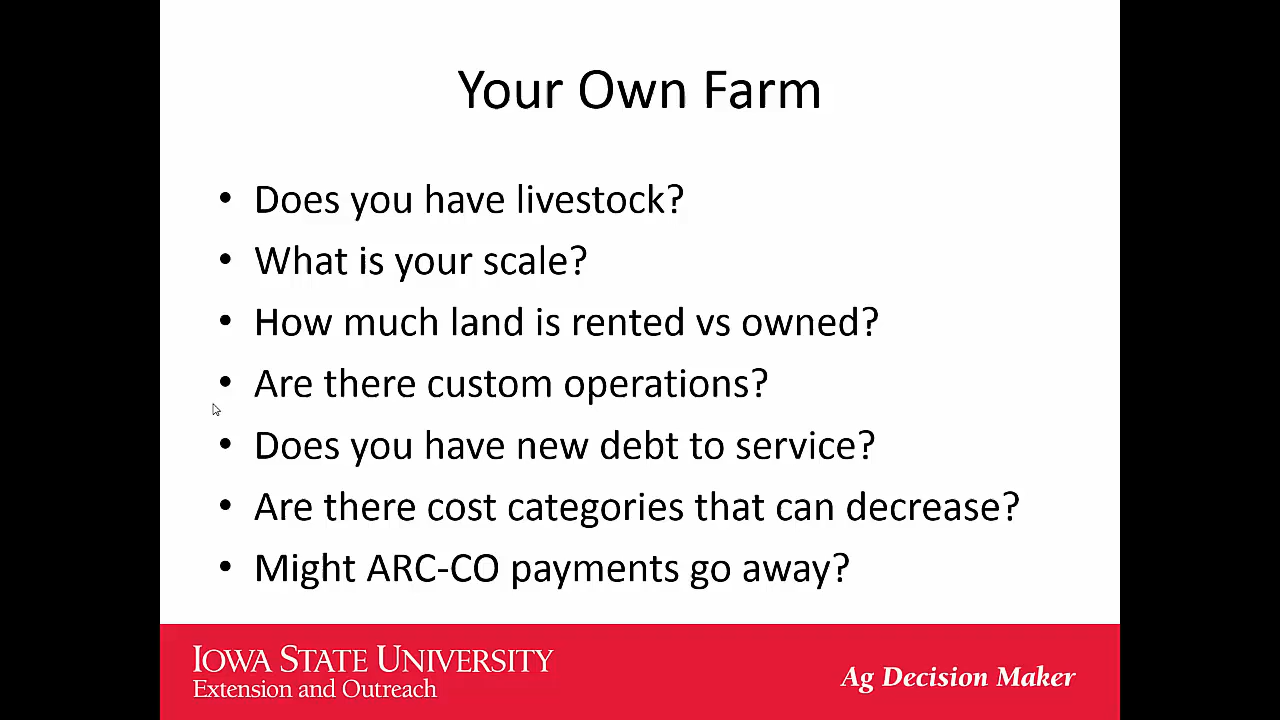 Your Own Farm
• Does you have livestock?
• What is your scale?
• How much land is rented vs owned?
• Are there custom operations?
• Does you have new debt to service?
• Are there cost categories that can decrease?
• Might ARC-CO payments go away?
IOWA STATE UNIVERSITY
Extension and Outreach
Ag Decision Maker